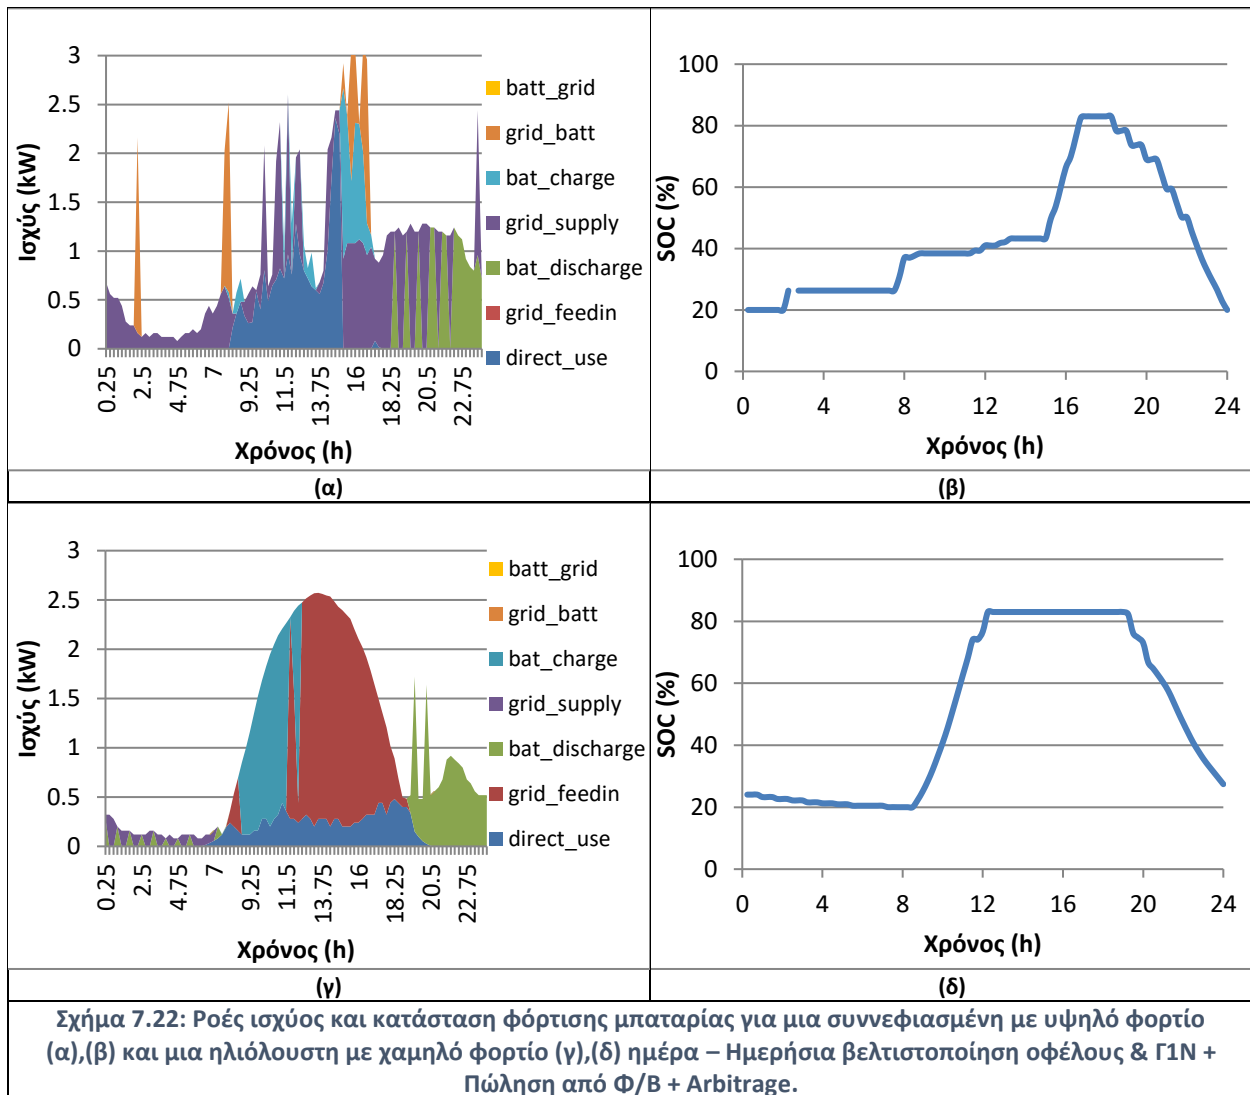 3
2.5
2
1.5
1
0.5
0
Ισχύς (kW)
0.25
2.5
4.75
7
9.25
11.5
13.75
16
18.25
20.5
22.75
Χρόνος (h)
batt_grid
grid_batt
bat_charge
grid_supply
bat_discharge
grid_feedin
direct_use
100
80
60
40
20
0
SOC (%)
0 4 8 12 16 20 24
Χρόνος (h)
(α)
(β)
3
2.5
2
1.5
1
0.5
0
Ισχύς (kW)
0.25
2.5
4.75
7
9.25
11.5
13.75
16
18.25
20.5
22.75
Χρόνος (h)
batt_grid
grid_batt
bat_charge
grid_supply
bat_discharge
grid_feedin
direct_use
100
80
60
40
20
0
SOC (%)
0 4 8 12 16 20 24
Χρόνος (h)
(γ)
(δ)
Σχήμα 7.22: Ροές ισχύος και κατάσταση φόρτισης μπαταρίας για μια συννεφιασμένη με υψηλό φορτίο
(α),(β) και μια ηλιόλουστη με χαμηλό φορτίο (γ),(δ) ημέρα – Ημερήσια βελτιστοποίηση οφέλους & Γ1Ν +
Πώληση από Φ/Β + Arbitrage.